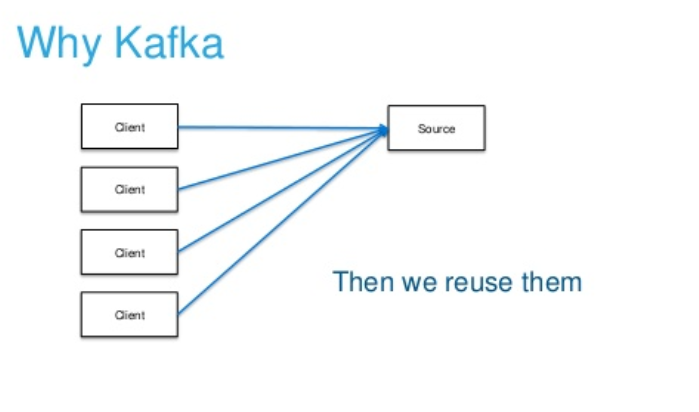 Why Kafka
Client
Source
Client
Client
Client
Then we reuse them